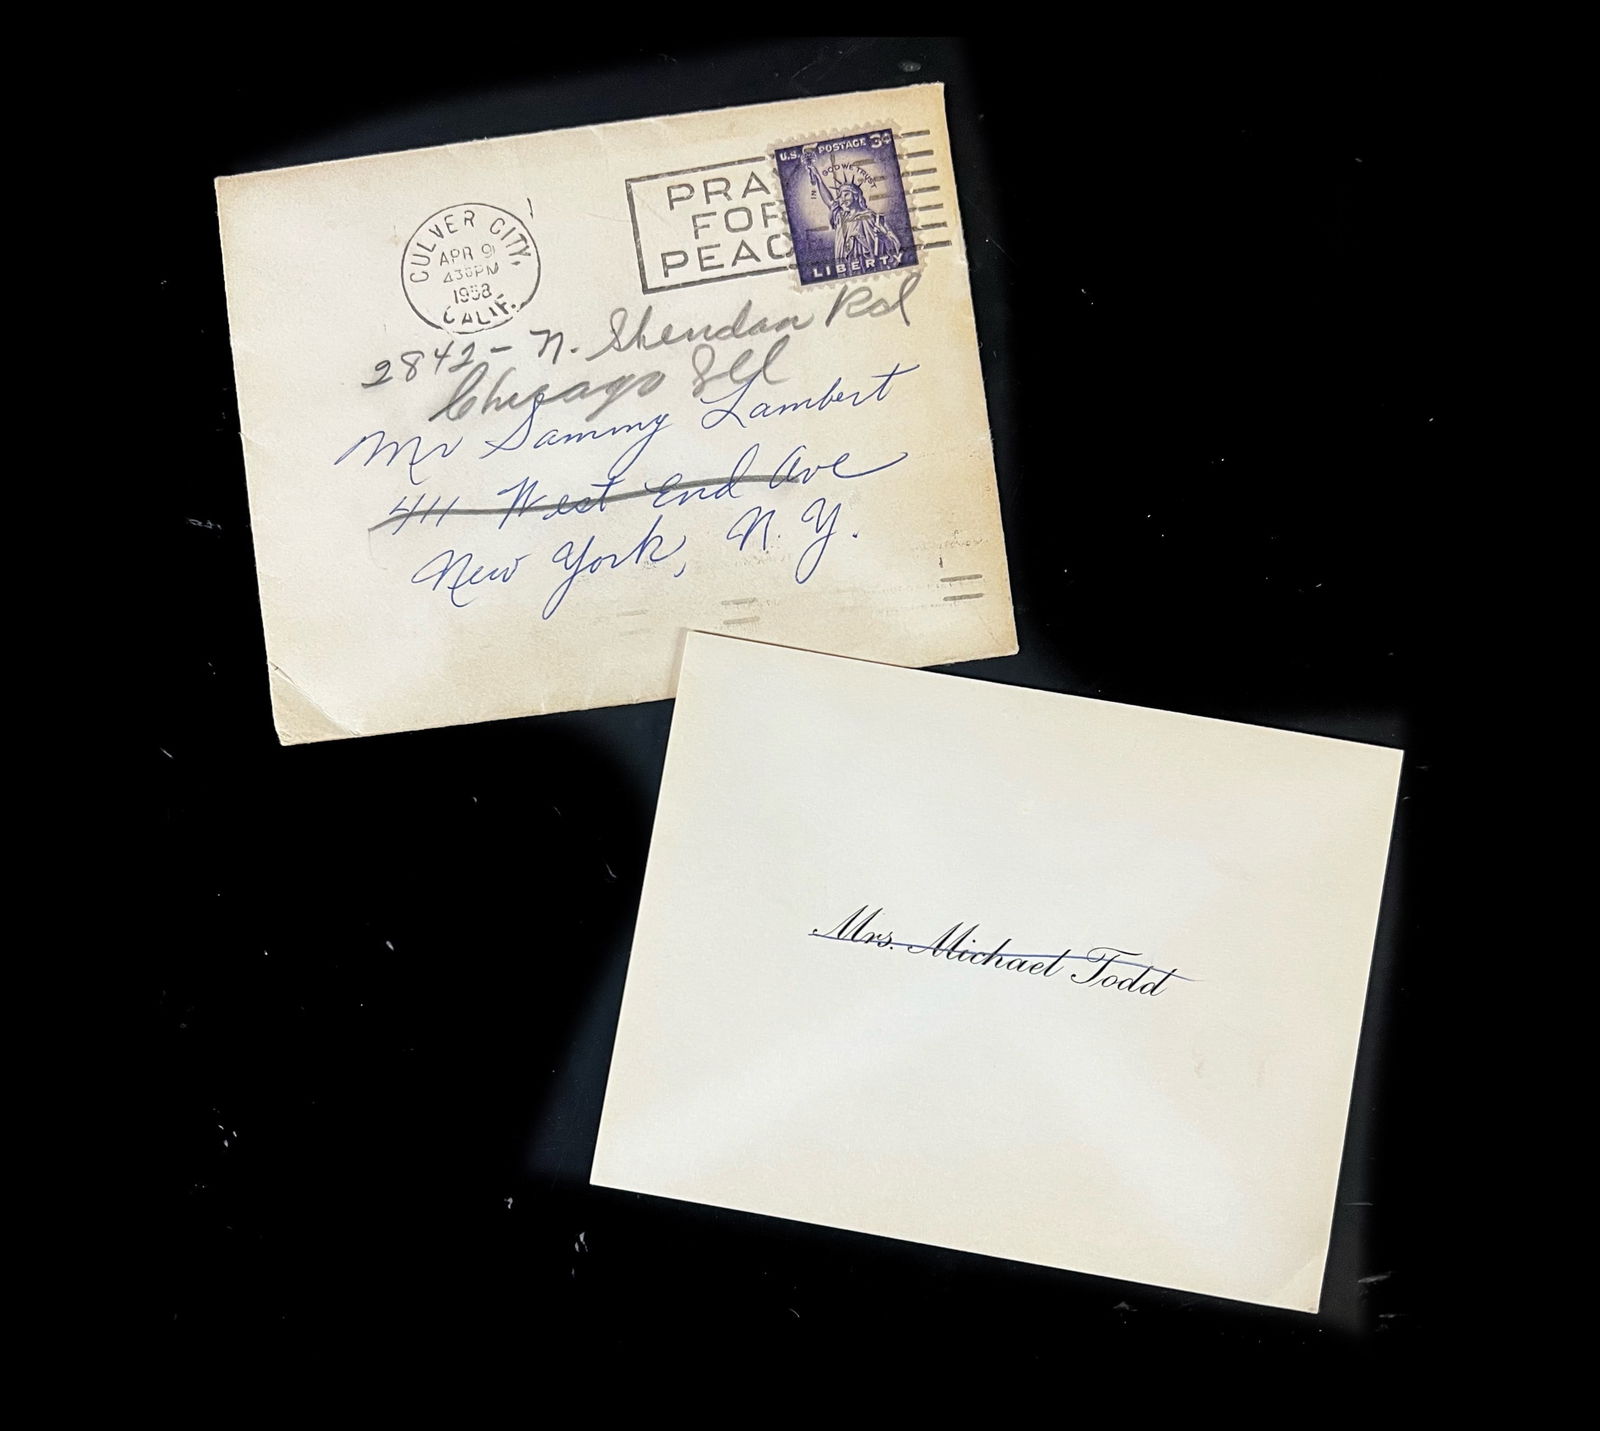 CULVER CITY,
APR 9
430PM
1958
CALIF.
PRA
FOR
PEAC
U.S. POSTAGE 3¢
IN GOD WE TRUST
LIBERTY
2842 - N. Sheridan Rd
Chicago Ill
Mr Sammy Lambert
411 West End Ave
New York, N.Y.
Mrs. Michael Todd